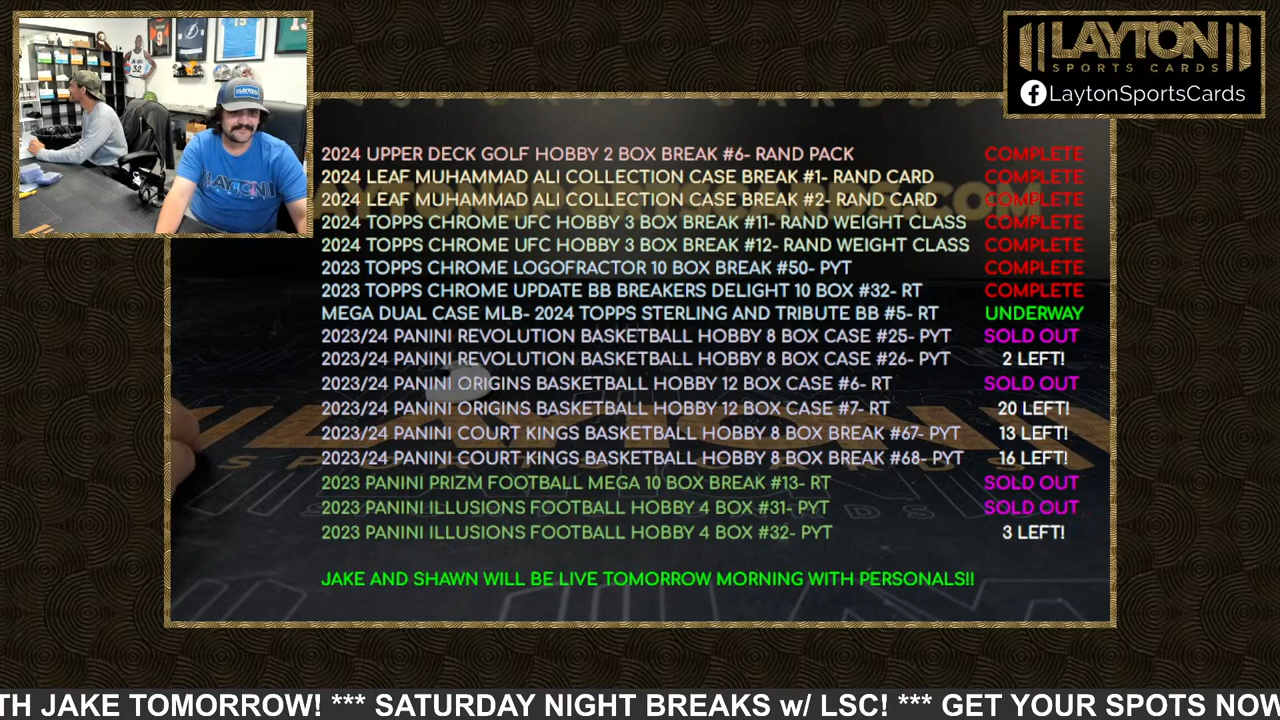 LAYTON
SPORTS CARDS
LaytonSportsCards
2024 UPPER DECK GOLF HOBBY 2 BOX BREAK #6- RAND PACK COMPLETE
2024 LEAF MUHAMMAD ALI COLLECTION CASE BREAK #1- RAND CARD COMPLETE
2024 LEAF MUHAMMAD ALI COLLECTION CASE BREAK #2- RAND CARD COMPLETE
2024 TOPPS CHROME UFC HOBBY 3 BOX BREAK #11- RAND WEIGHT CLASS COMPLETE
2024 TOPPS CHROME UFC HOBBY 3 BOX BREAK #12- RAND WEIGHT CLASS COMPLETE
2023 TOPPS CHROME LOGOFRACTOR 10 BOX BREAK #50- PYT COMPLETE
2023 TOPPS CHROME UPDATE BB BREAKERS DELIGHT 10 BOX #32- RT COMPLETE
MEGA DUAL CASE MLB- 2024 TOPPS STERLING AND TRIBUTE BB #5- RT UNDERWAY
2023/24 PANINI REVOLUTION BASKETBALL HOBBY 8 BOX CASE #25- PYT SOLD OUT
2023/24 PANINI REVOLUTION BASKETBALL HOBBY 8 BOX CASE #26- PYT 2 LEFT!
2023/24 PANINI ORIGINS BASKETBALL HOBBY 12 BOX CASE #6- RT SOLD OUT
2023/24 PANINI ORIGINS BASKETBALL HOBBY 12 BOX CASE #7- RT 20 LEFT!
2023/24 PANINI COURT KINGS BASKETBALL HOBBY 8 BOX BREAK #67- PYT 13 LEFT!
2023/24 PANINI COURT KINGS BASKETBALL HOBBY 8 BOX BREAK #68- PYT 16 LEFT!
2023 PANINI PRIZM FOOTBALL MEGA 10 BOX BREAK #13- RT SOLD OUT
2023 PANINI ILLUSIONS FOOTBALL HOBBY 4 BOX #31- PYT SOLD OUT
2023 PANINI ILLUSIONS FOOTBALL HOBBY 4 BOX #32- PYT 3 LEFT!
JAKE AND SHAWN WILL BE LIVE TOMORROW MORNING WITH PERSONALS!!
TH JAKE TOMORROW! *** SATURDAY NIGHT BREAKS w/ LSC! *** GET YOUR SPOTS NOW